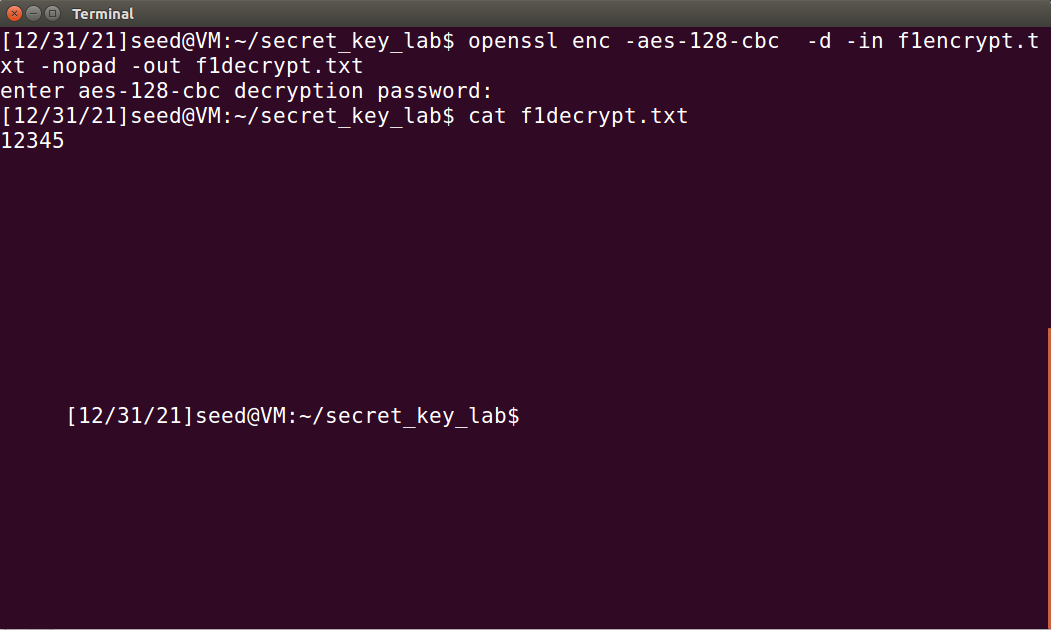 Terminal
[12/31/21]seed@VM:~/secret_key_lab$ openssl enc -aes-128-cbc  -d -in f1encrypt.t
xt -nopad -out f1decrypt.txt
enter aes-128-cbc decryption password:
[12/31/21]seed@VM:~/secret_key_lab$ cat f1decrypt.txt
12345
[12/31/21]seed@VM:~/secret_key_lab$